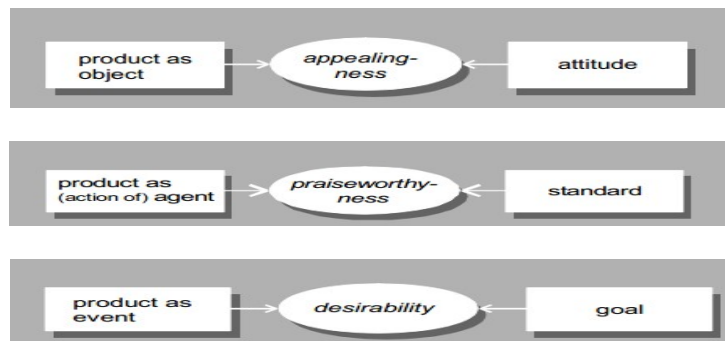 product as
object
appealing-
ness
attitude
product as
(action of) agent
praiseworthy-
ness
standard
product as
event
desirability
goal